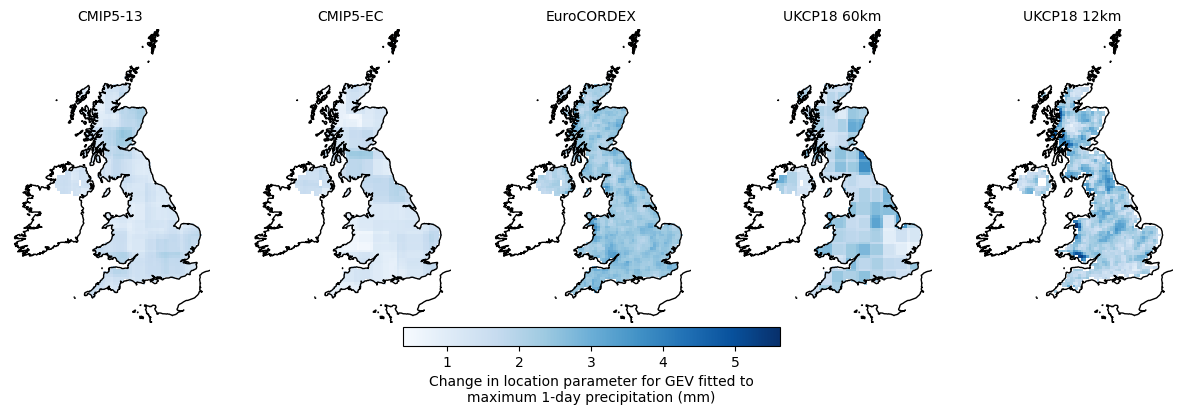 CMIP5-13 CMIP5-EC EuroCORDEX UKCP18 60km UKCP18 12km
1 2 3 4 5
Change in location parameter for GEV fitted to
maximum 1-day precipitation (mm)